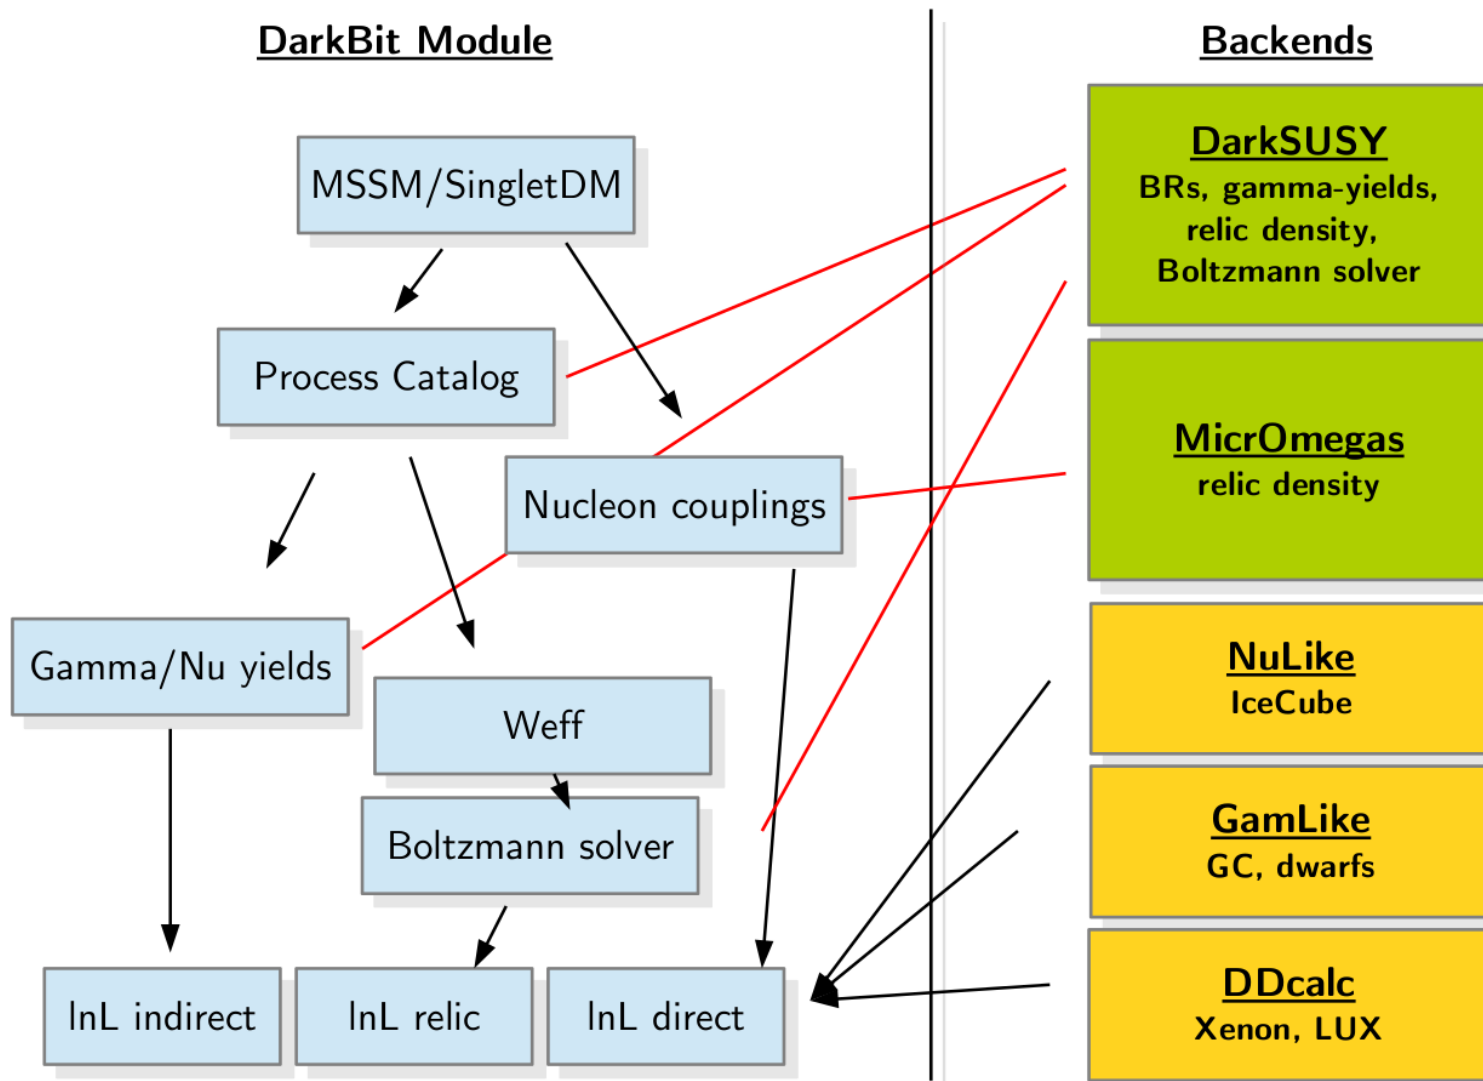 DarkBit Module
MSSM/SingletDM
Process Catalog
Nucleon couplings
Gamma/Nu yields
Weff
Boltzmann solver
lnL indirect
lnL relic
lnL direct
Backends
DarkSUSY
BRs, gamma-yields,
relic density,
Boltzmann solver
MicrOmegas
relic density
NuLike
IceCube
GamLike
GC, dwarfs
DDcalc
Xenon, LUX